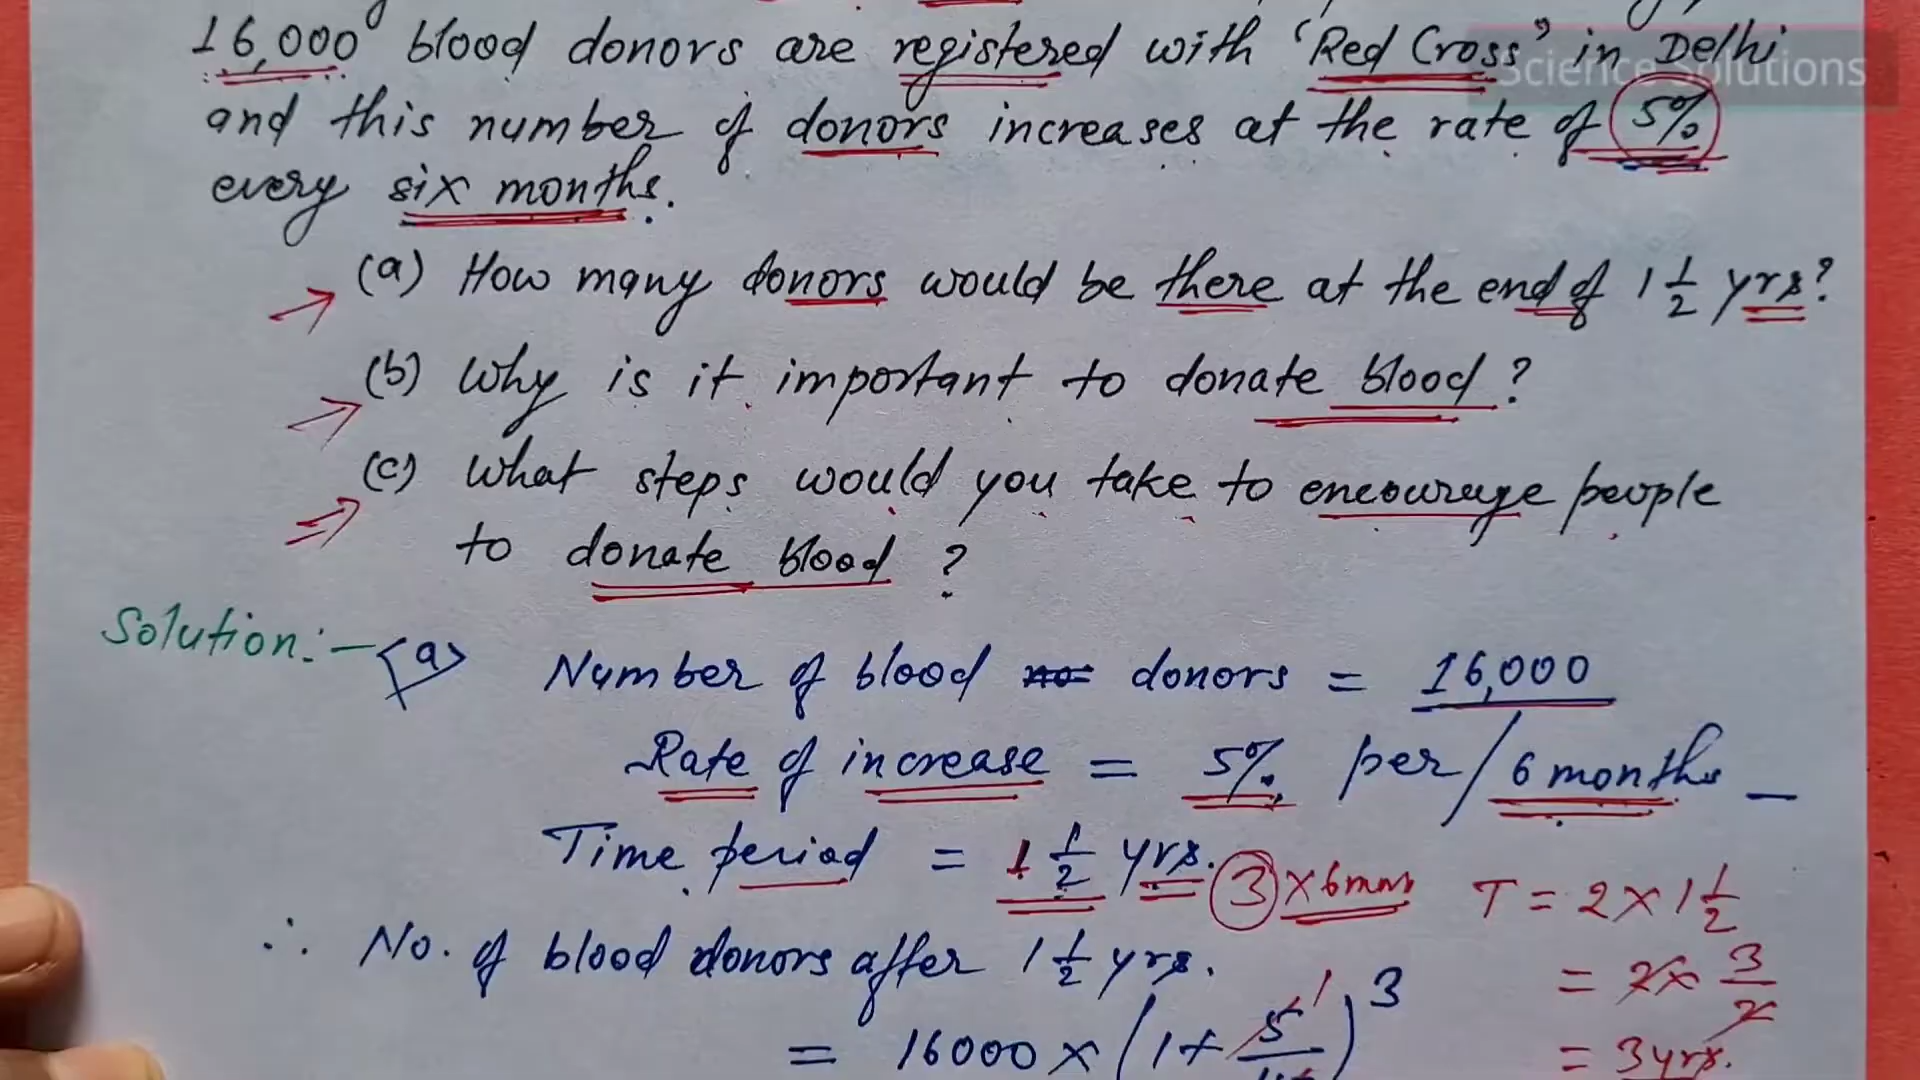 16,000 blood donors are registered with 'Red Cross' in Delhi
Science Solutions
and this number of donors increases at the rate of 5%
every six months.
(a) How many donors would be there at the end of 1 1/2 yrs?
(b) Why is it important to donate blood?
(c) What steps would you take to encourage people
to donate blood?
Solution:- (a) Number of blood donors = 16,000
Rate of increase = 5% per/6 months
Time period = 1 1/2 yrs. 3 × 6 T = 2 × 1 1/2
∴ No. of blood donors after 1 1/2 yrs. = 2 × 3/2
= 16000 × (1 + 5/ )^3 = 3 yrs.